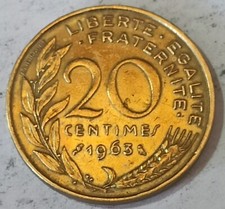 LIBERTE · EGALITE
· FRATERNITE ·
20
CENTIMES
1963